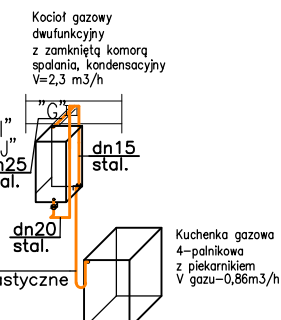 Kocioł gazowy
dwufunkcyjny
z zamkniętą komorą
spalania, kondensacyjny
V=2,3 m3/h
"G"
J"
dn15
stal.
dn20
stal.
Kuchenka gazowa
4-palnikowa
z piekarnikiem
V gazu-0,86m3/h